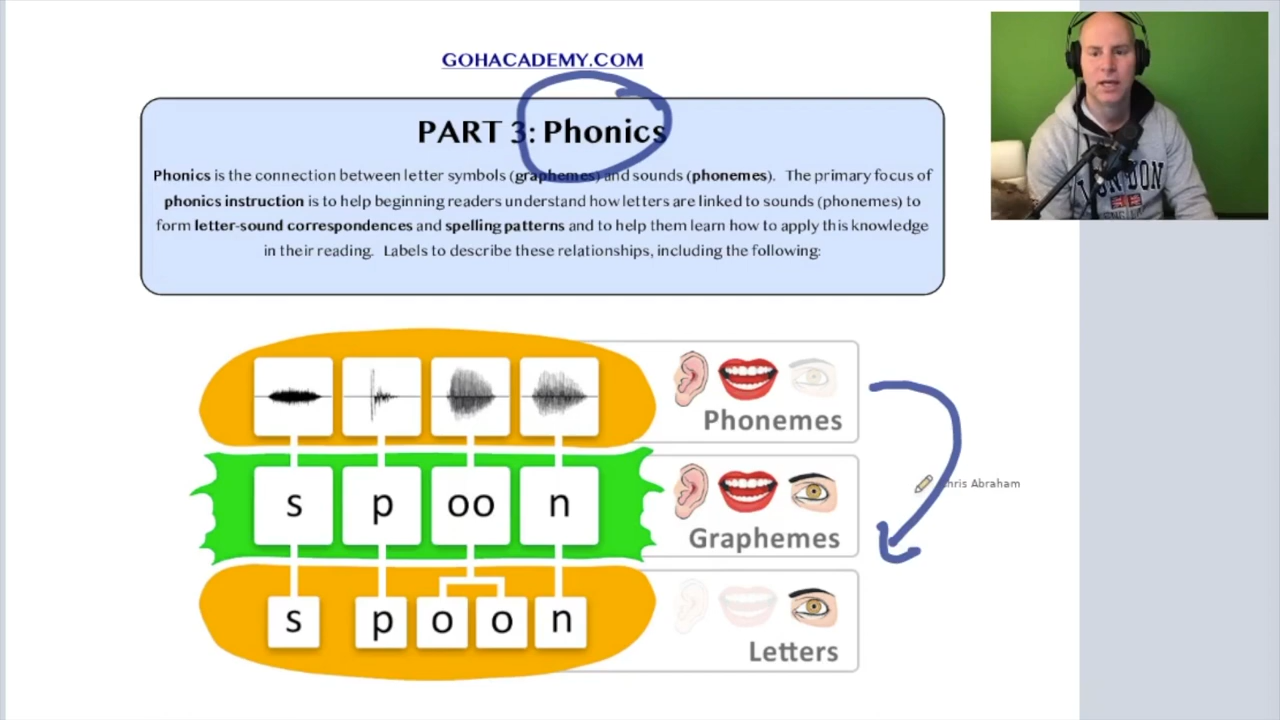 GOHACADEMY.COM
PART 3: Phonics
Phonics is the connection between letter symbols (graphemes) and sounds (phonemes). The primary focus of
phonics instruction is to help beginning readers understand how letters are linked to sounds (phonemes) to
form letter-sound correspondences and spelling patterns and to help them learn how to apply this knowledge
in their reading. Labels to describe these relationships, including the following:
Phonemes
s p oo n
Graphemes
Chris Abraham
s p o o n
Letters
LONDON